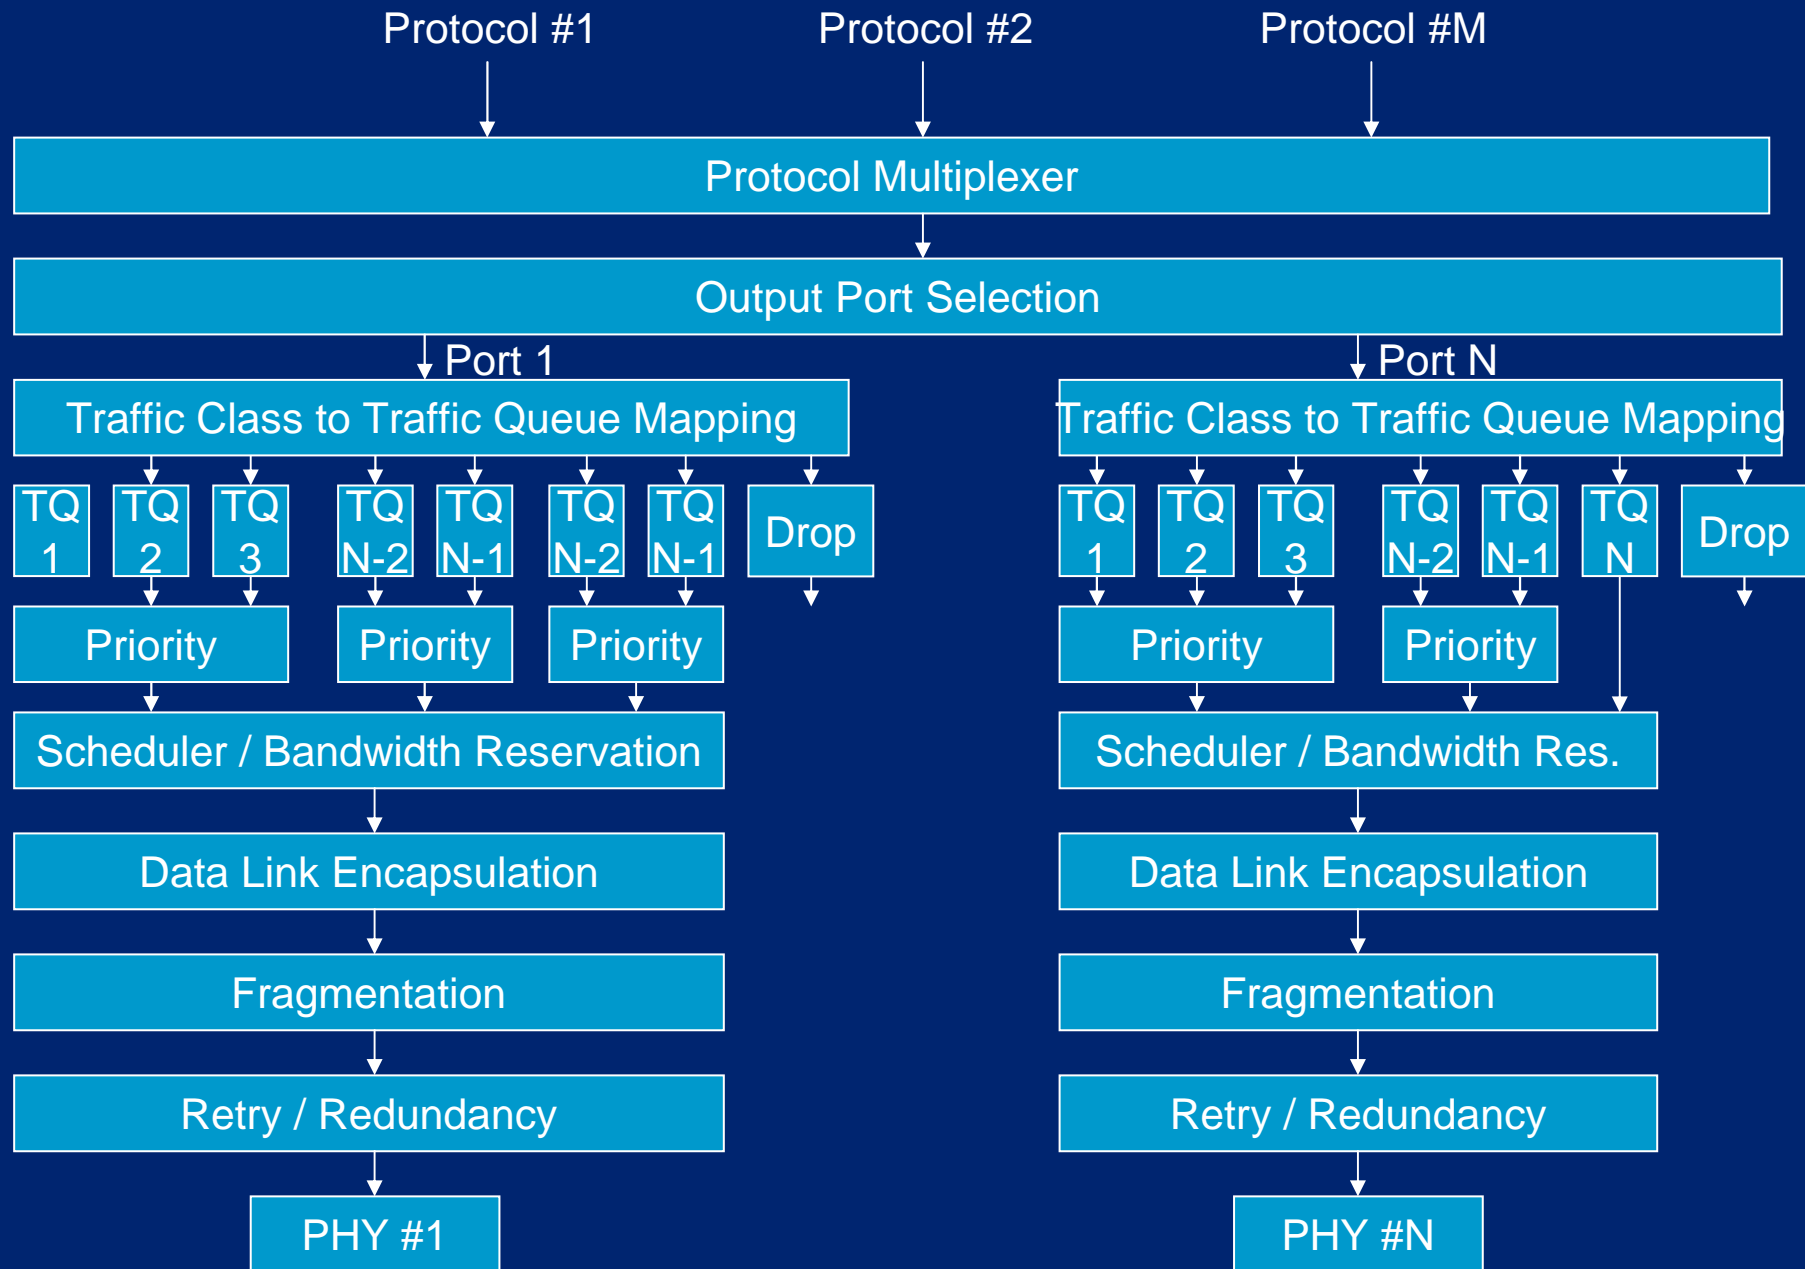 Protocol #1 Protocol #2 Protocol #M
Protocol Multiplexer
Output Port Selection
Port 1 Port N
Traffic Class to Traffic Queue Mapping Traffic Class to Traffic Queue Mapping
TQ TQ TQ TQ TQ TQ TQ Drop TQ TQ TQ TQ TQ TQ Drop
1 2 3 N-2 N-1 N-2 N-1 1 2 3 N-2 N-1 N
Priority Priority Priority Priority Priority
Scheduler / Bandwidth Reservation Scheduler / Bandwidth Res.
Data Link Encapsulation Data Link Encapsulation
Fragmentation Fragmentation
Retry / Redundancy Retry / Redundancy
PHY #1 PHY #N